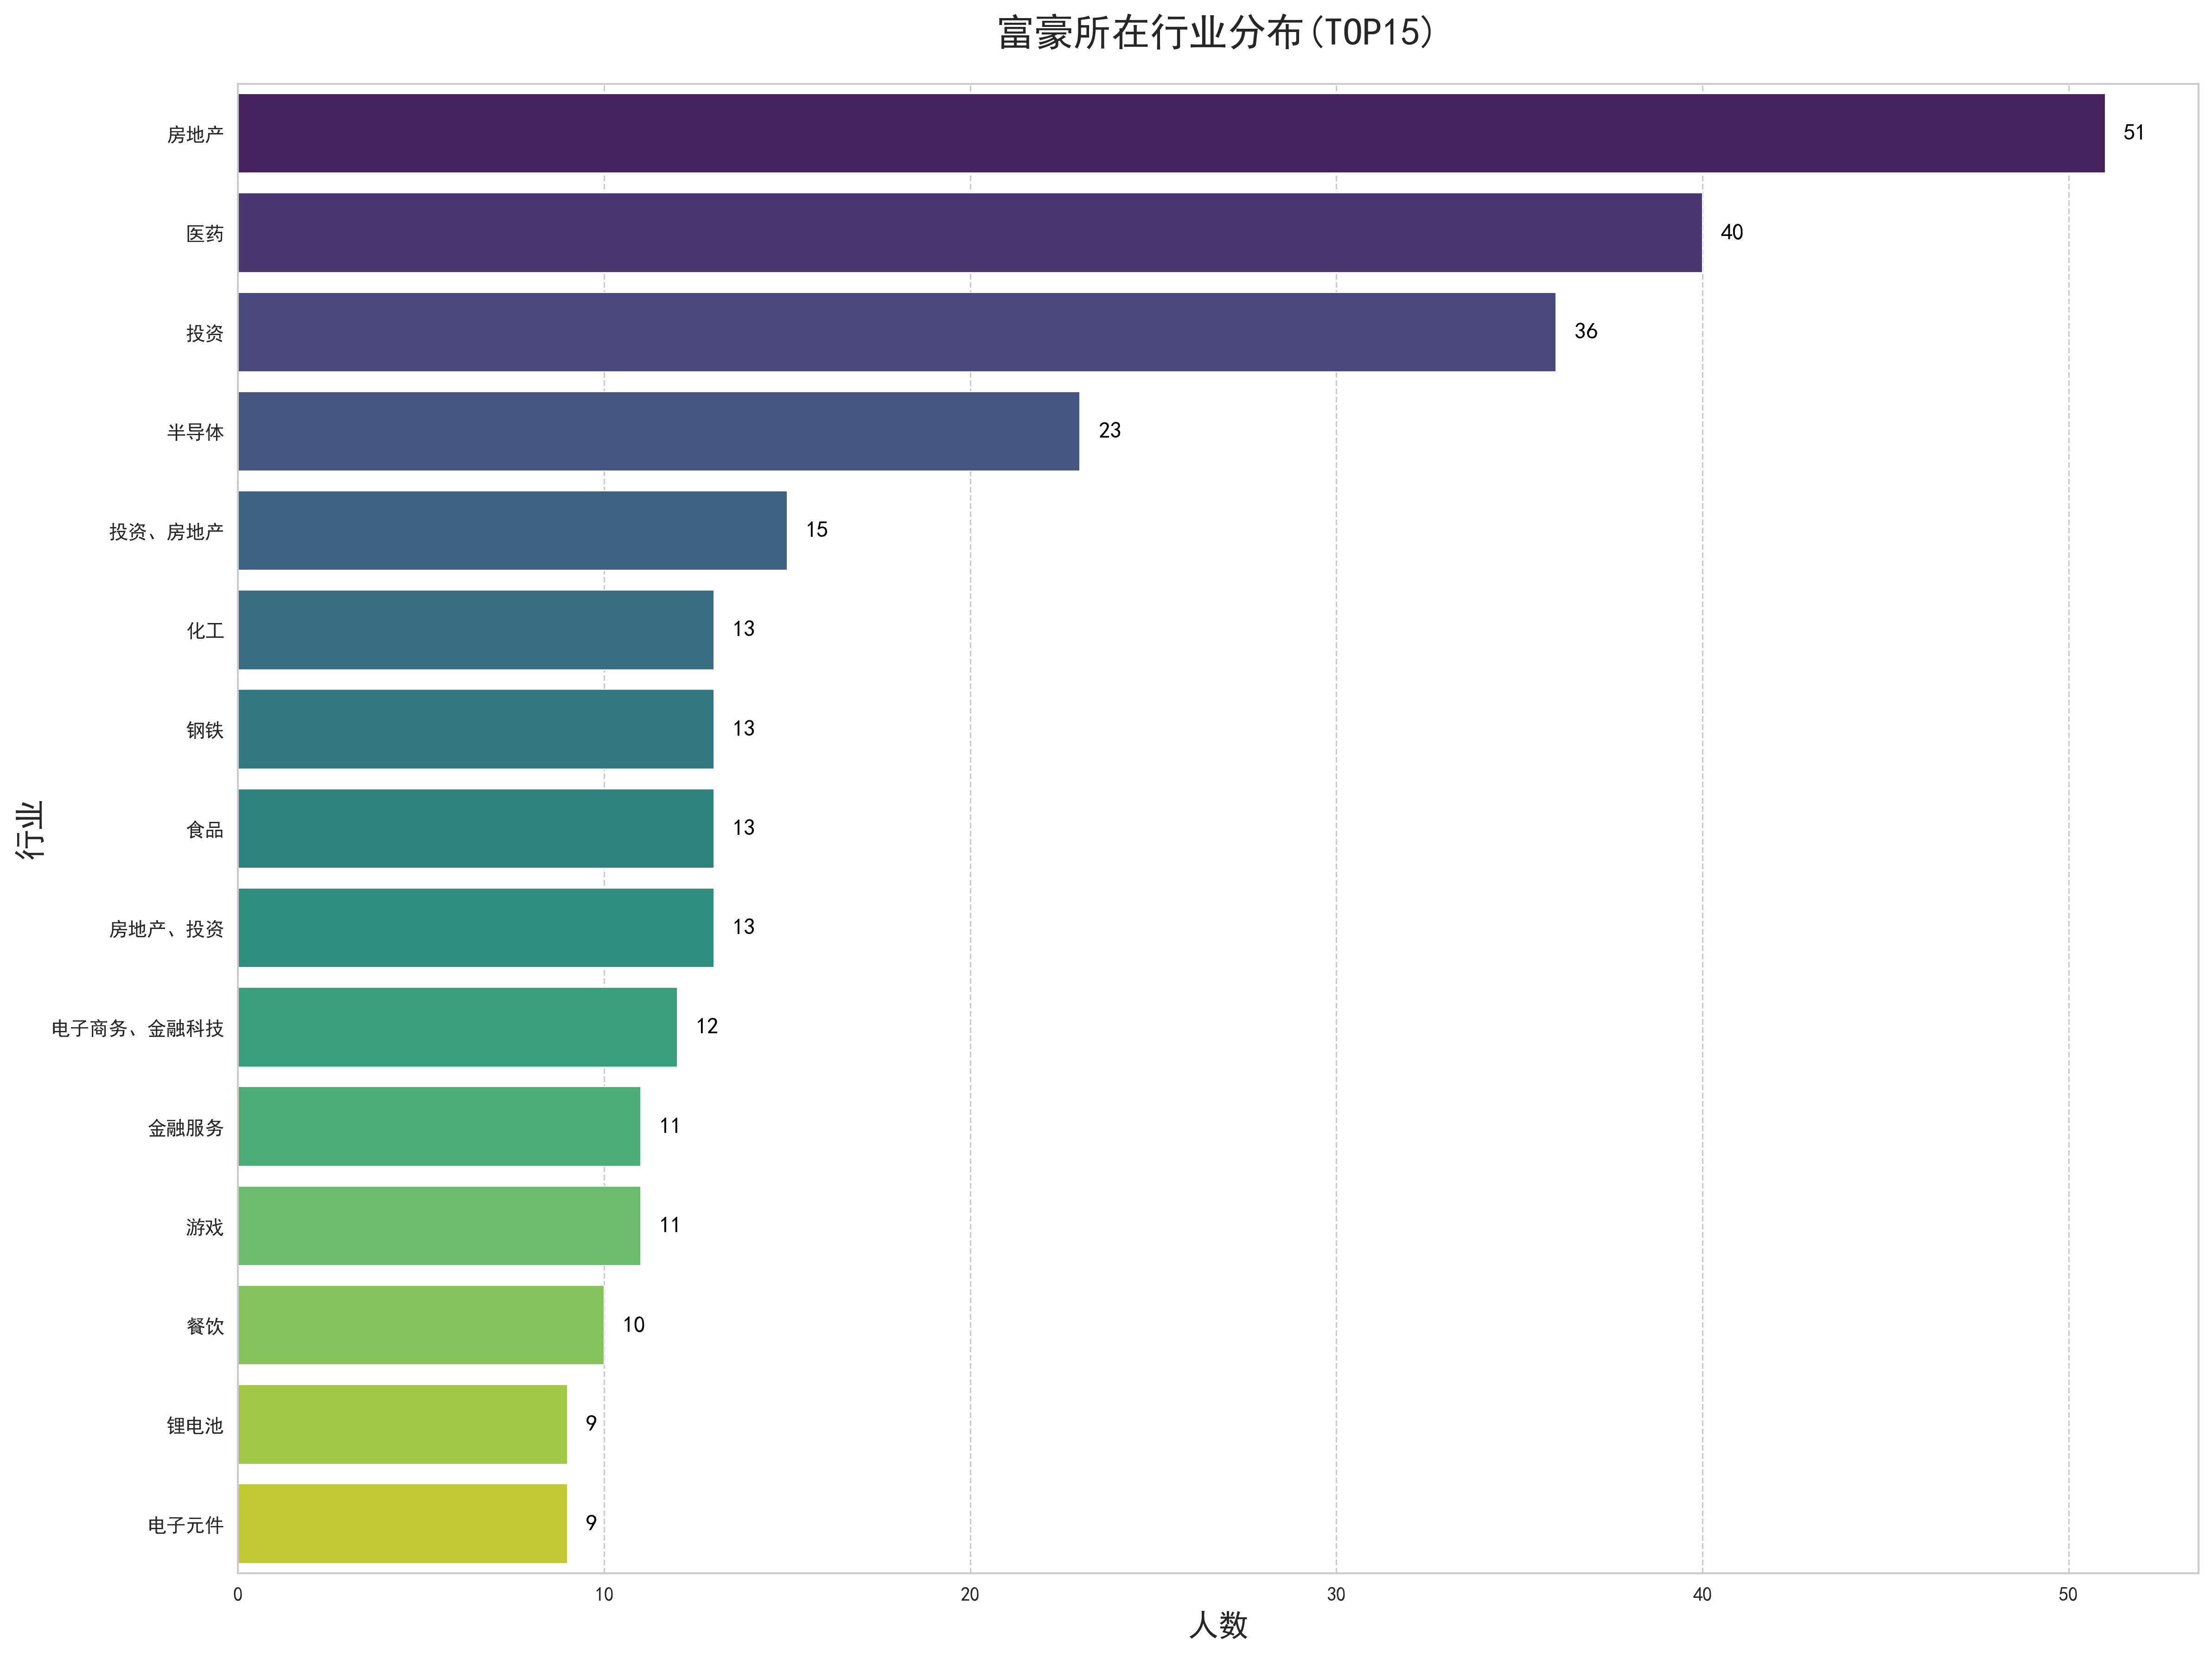 富豪所在行业分布(TOP15)
房地产 51
医药 40
投资 36
半导体 23
投资、房地产 15
化工 13
钢铁 13
食品 13
房地产、投资 13
电子商务、金融科技 12
金融服务 11
游戏 11
餐饮 10
锂电池 9
电子元件 9
行业
0 10 20 30 40 50
人数